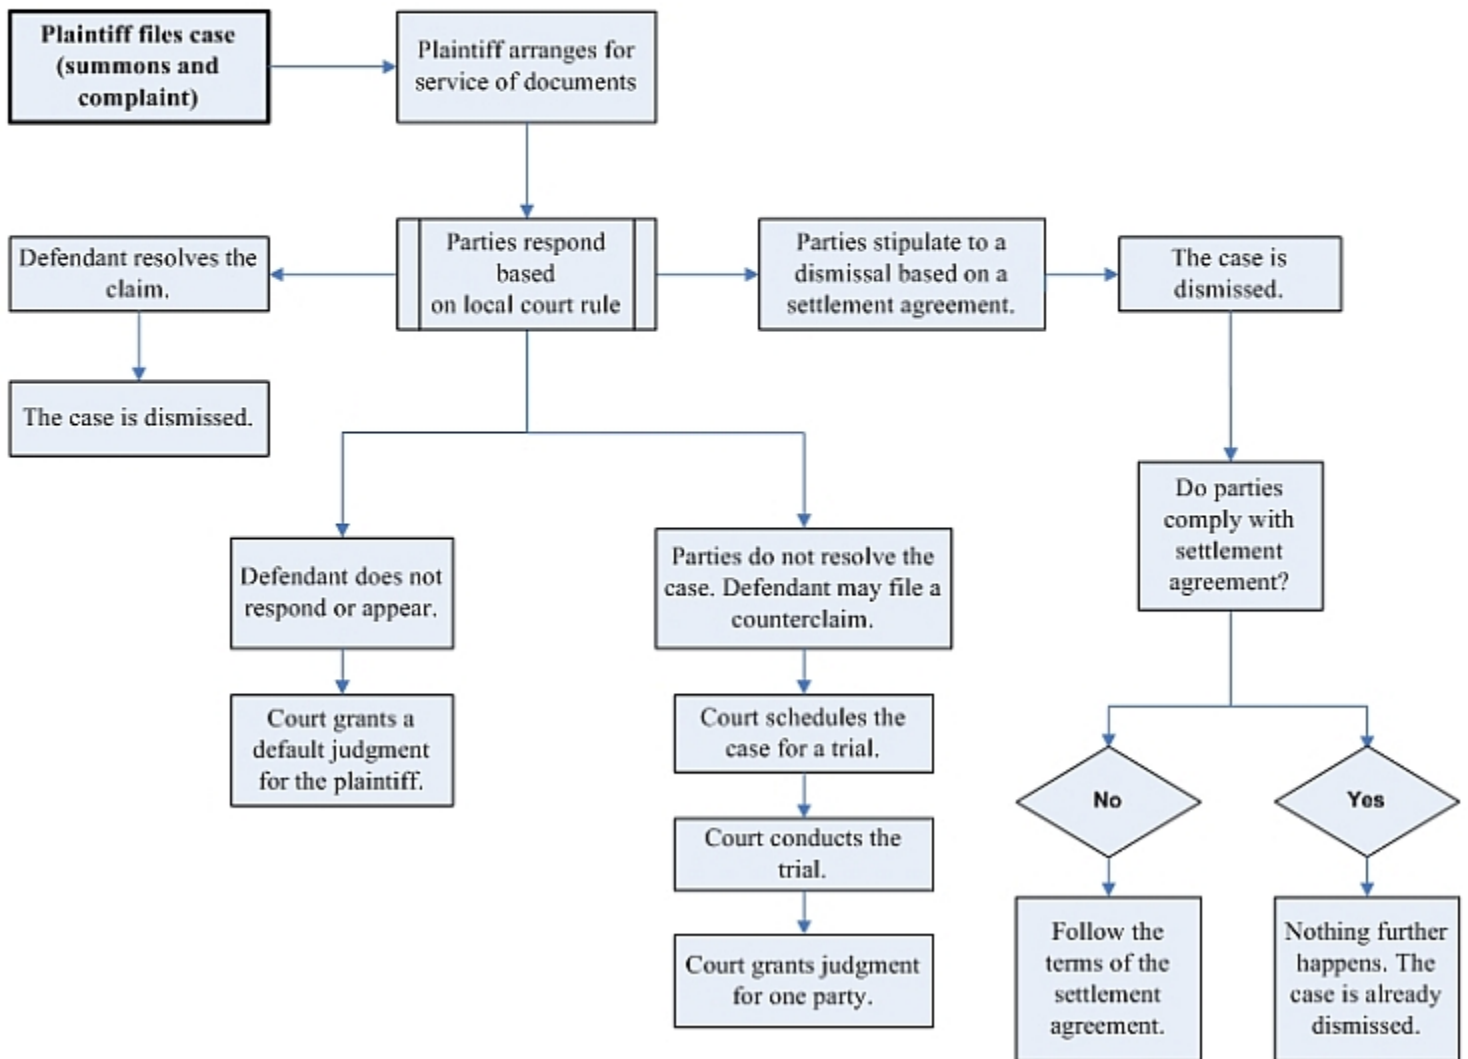 Plaintiff files case
(summons and
complaint)
Plaintiff arranges for
service of documents
Defendant resolves the
claim.
Parties respond
based
on local court rule
Parties stipulate to a
dismissal based on a
settlement agreement.
The case is
dismissed.
The case is dismissed.
Do parties
comply with
settlement
agreement?
Defendant does not
respond or appear.
Parties do not resolve the
case. Defendant may file a
counterclaim.
Court grants a
default judgment
for the plaintiff.
Court schedules the
case for a trial.
No
Yes
Court conducts the
trial.
Court grants judgment
for one party.
Follow the
terms of the
settlement
agreement.
Nothing further
happens. The
case is already
dismissed.